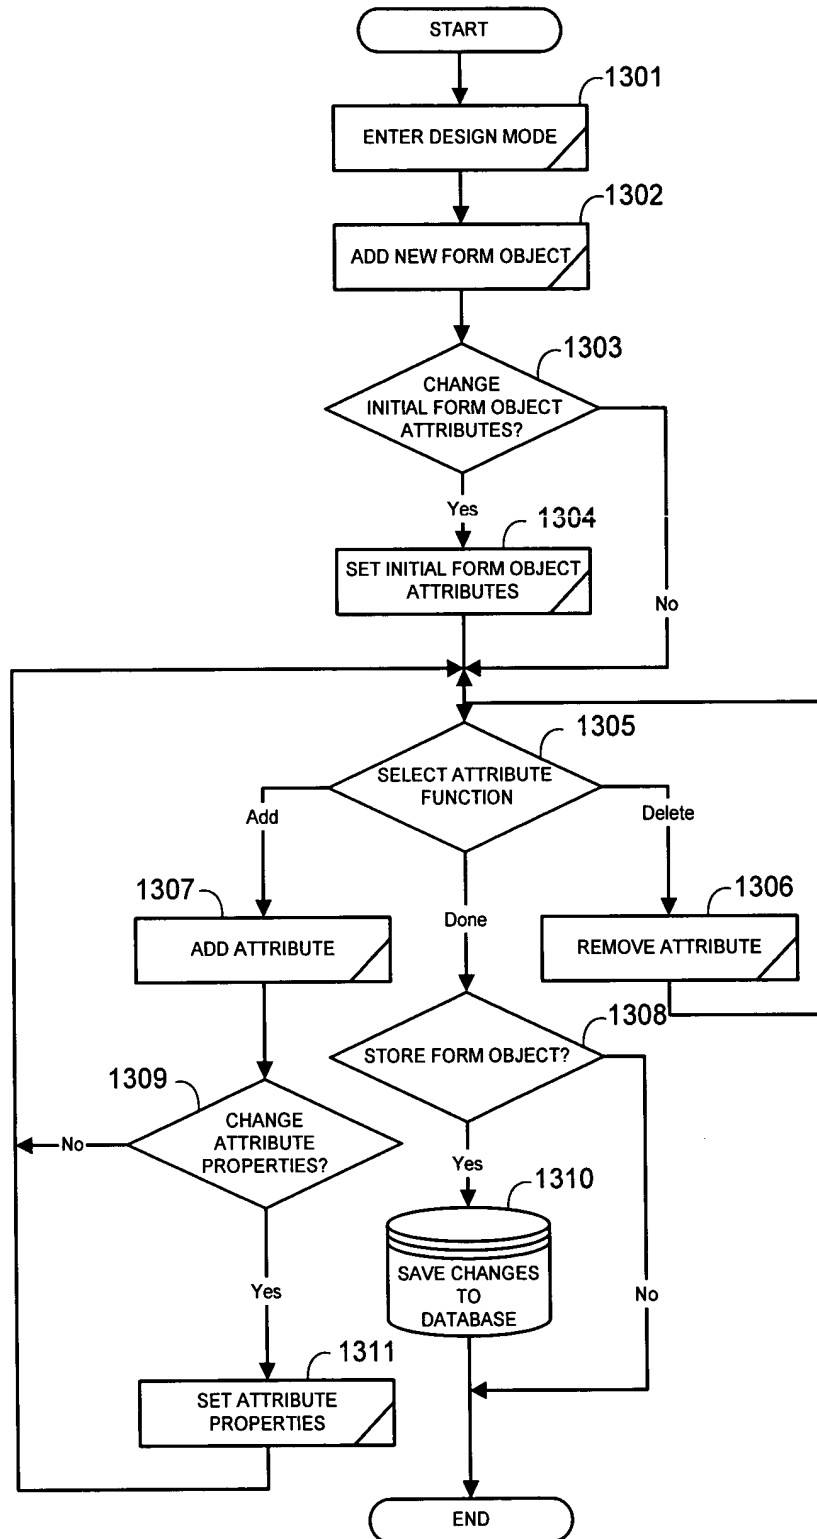 START
1301
ENTER DESIGN MODE
1302
ADD NEW FORM OBJECT
1303
CHANGE
INITIAL FORM OBJECT
ATTRIBUTES?
Yes
1304
SET INITIAL FORM OBJECT
ATTRIBUTES
No
1305
SELECT ATTRIBUTE
FUNCTION
Add
Delete
1307
ADD ATTRIBUTE
Done
1306
REMOVE ATTRIBUTE
1308
STORE FORM OBJECT?
1309
CHANGE
ATTRIBUTE
PROPERTIES?
No
Yes
1310
SAVE CHANGES
TO
DATABASE
Yes
No
1311
SET ATTRIBUTE
PROPERTIES
END